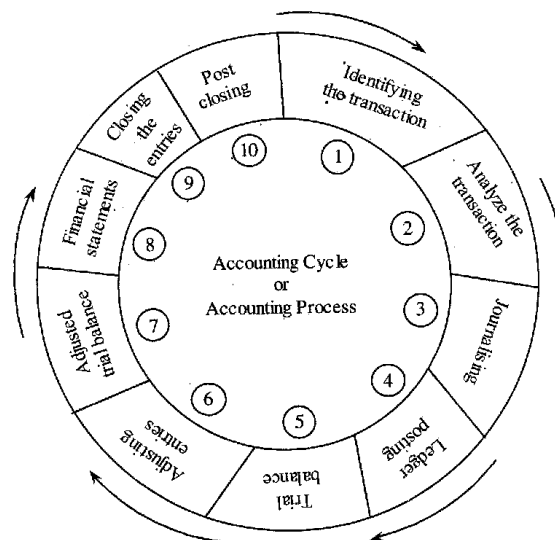 Identifying
the transaction
1
Analyze the
transaction
2
Journalising
3
Ledger
posting
4
Trial
balance
5
Adjusting
entries
6
Adjusted
trial balance
7
Financial
statements
8
Closing
the
entries
9
Post
closing
10
Accounting Cycle
or
Accounting Process